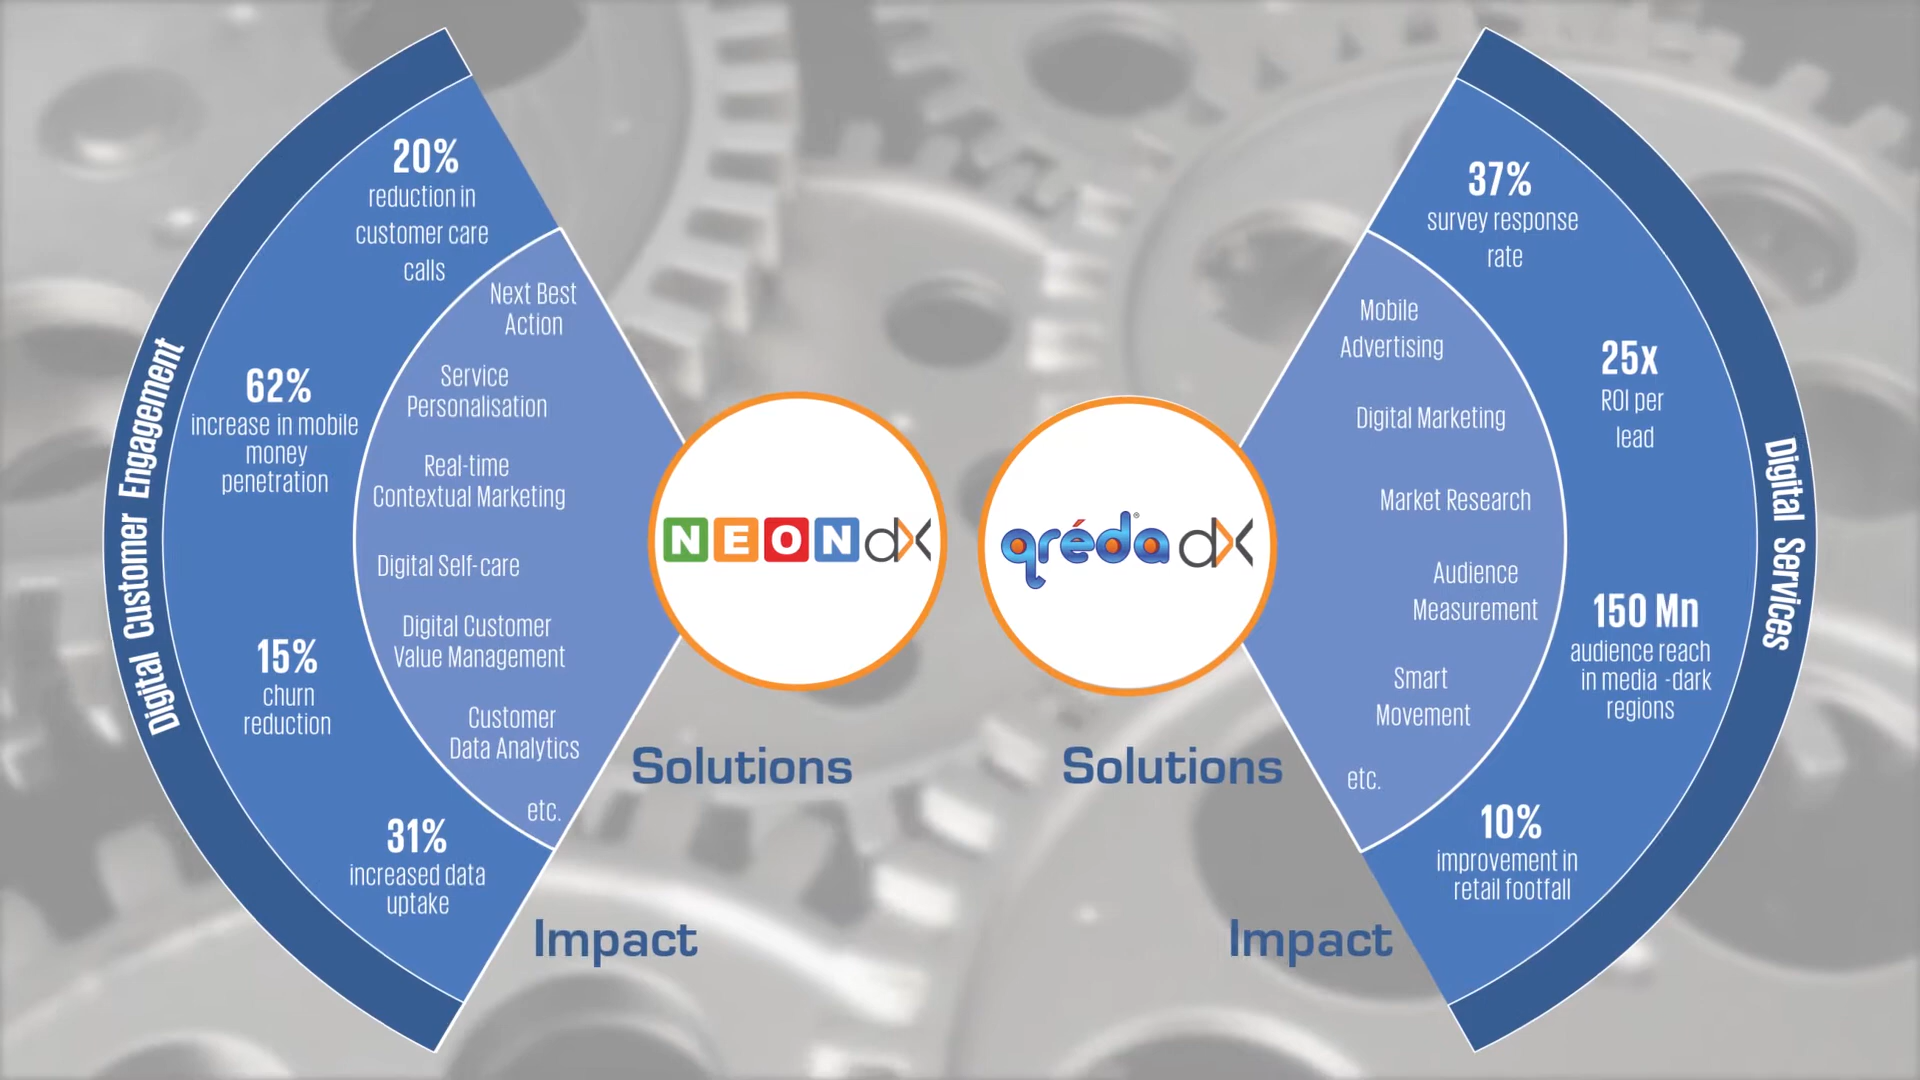 Digital Customer Engagement
20%
reduction in
customer care
calls
62%
increase in mobile
money
penetration
15%
churn
reduction
31%
increased data
uptake
Next Best
Action
Service
Personalisation
Real-time
Contextual Marketing
Digital Self-care
Digital Customer
Value Management
Customer
Data Analytics
etc.
NEON dX
Solutions
Impact
qréda® dX
Solutions
Impact
Mobile
Advertising
Digital Marketing
Market Research
Audience
Measurement
Smart
Movement
etc.
37%
survey response
rate
25x
ROI per
lead
150 Mn
audience reach
in media -dark
regions
10%
improvement in
retail footfall
Digital Services